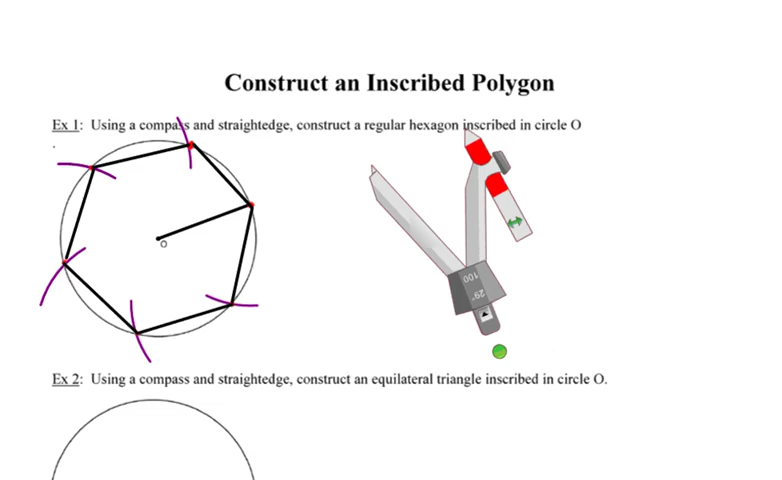 Construct an Inscribed Polygon
Ex 1: Using a compass and straightedge, construct a regular hexagon inscribed in circle O
.
O
100
29°
Ex 2: Using a compass and straightedge, construct an equilateral triangle inscribed in circle O.